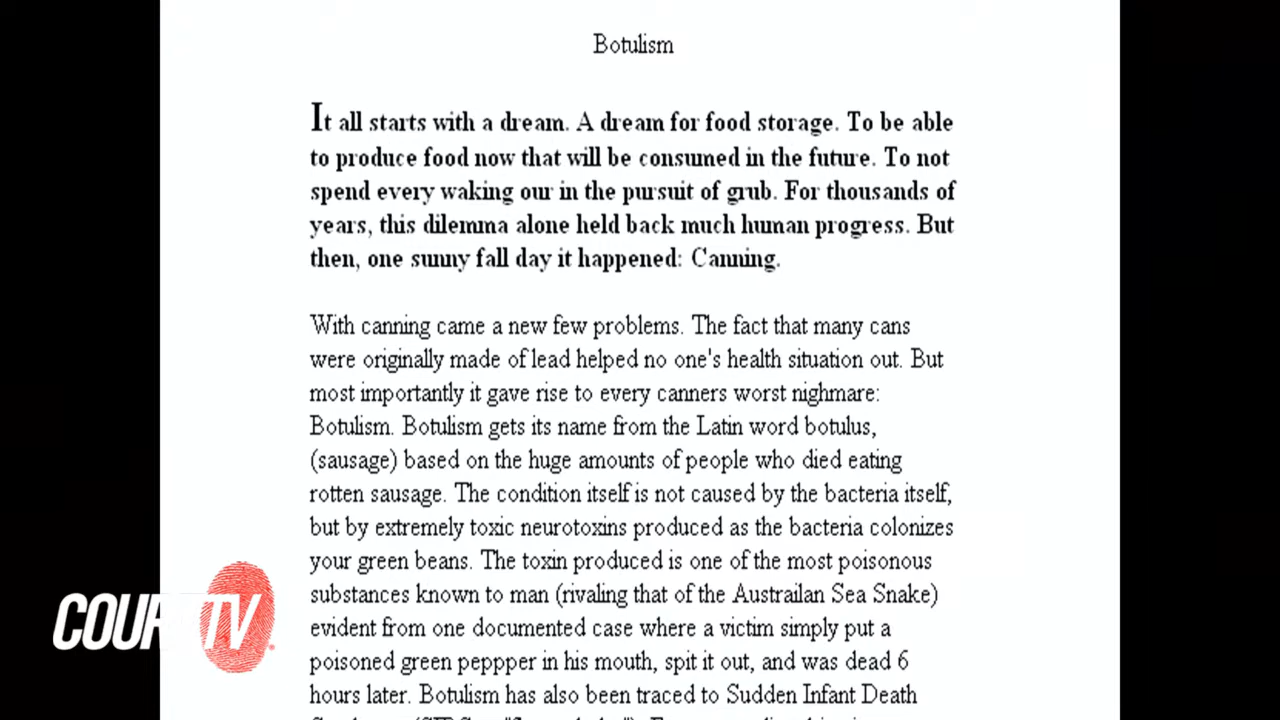 Botulism
It all starts with a dream. A dream for food storage. To be able
to produce food now that will be consumed in the future. To not
spend every waking our in the pursuit of grub. For thousands of
years, this dilemma alone held back much human progress. But
then, one sunny fall day it happened: Canning.
With canning came a new few problems. The fact that many cans
were originally made of lead helped no one's health situation out. But
most importantly it gave rise to every canners worst nighmare:
Botulism. Botulism gets its name from the Latin word botulus,
(sausage) based on the huge amounts of people who died eating
rotten sausage. The condition itself is not caused by the bacteria itself,
but by extremely toxic neurotoxins produced as the bacteria colonizes
your green beans. The toxin produced is one of the most poisonous
substances known to man (rivaling that of the Austrailan Sea Snake)
evident from one documented case where a victim simply put a
poisoned green peppper in his mouth, spit it out, and was dead 6
hours later. Botulism has also been traced to Sudden Infant Death
COURT TV